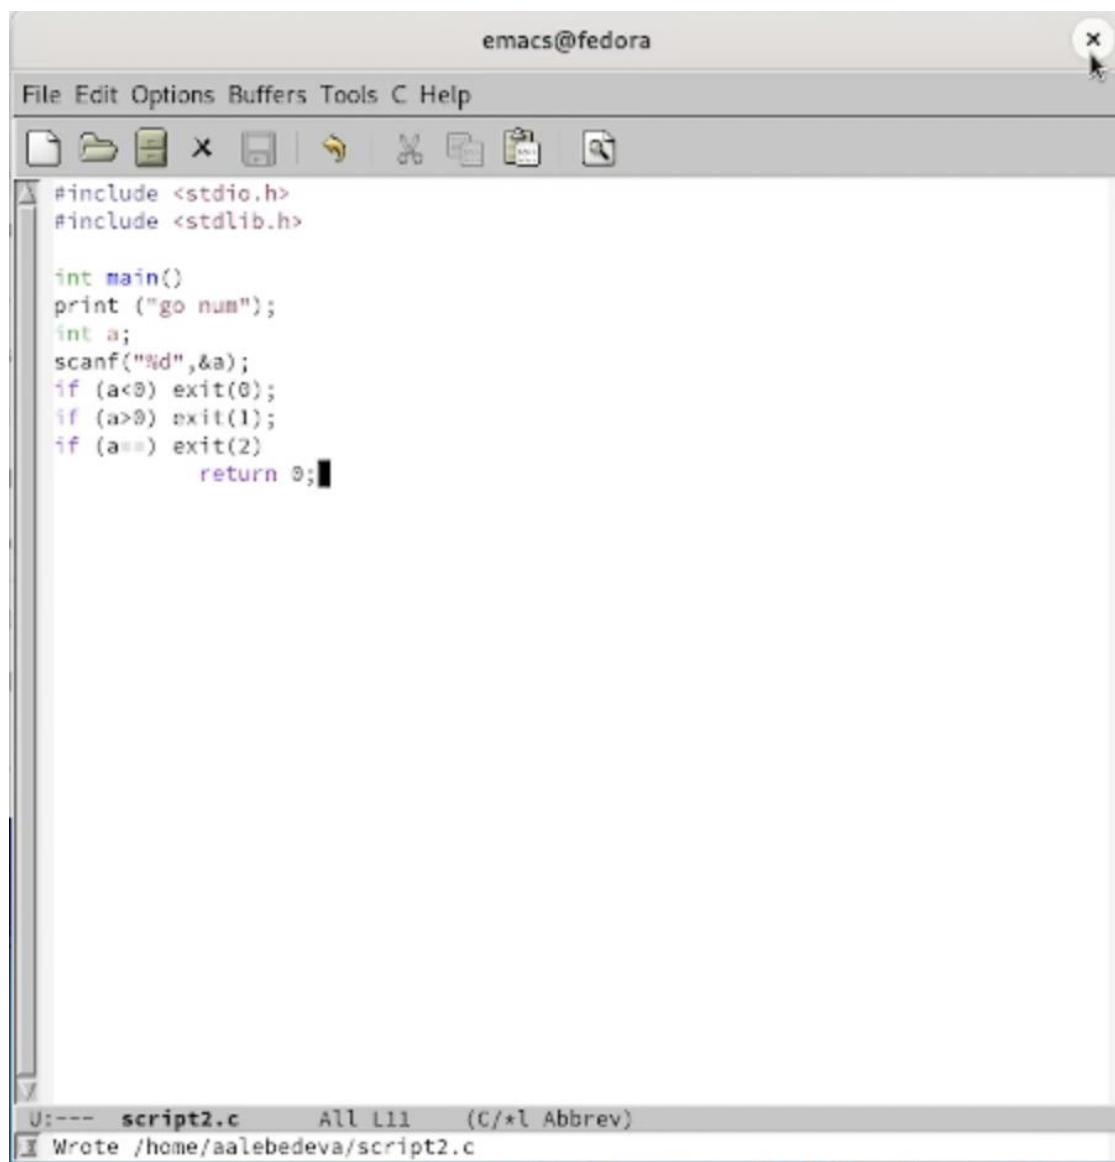 emacs@fedora
File Edit Options Buffers Tools C Help
#include <stdio.h>
#include <stdlib.h>
int main()
print ("go num");
int a;
scanf("%d",&a);
if (a<0) exit(0);
if (a>0) exit(1);
if (a==) exit(2)
return 0;
U:--- script2.c All L11 (C/*l Abbrev)
Wrote /home/aalebedeva/script2.c